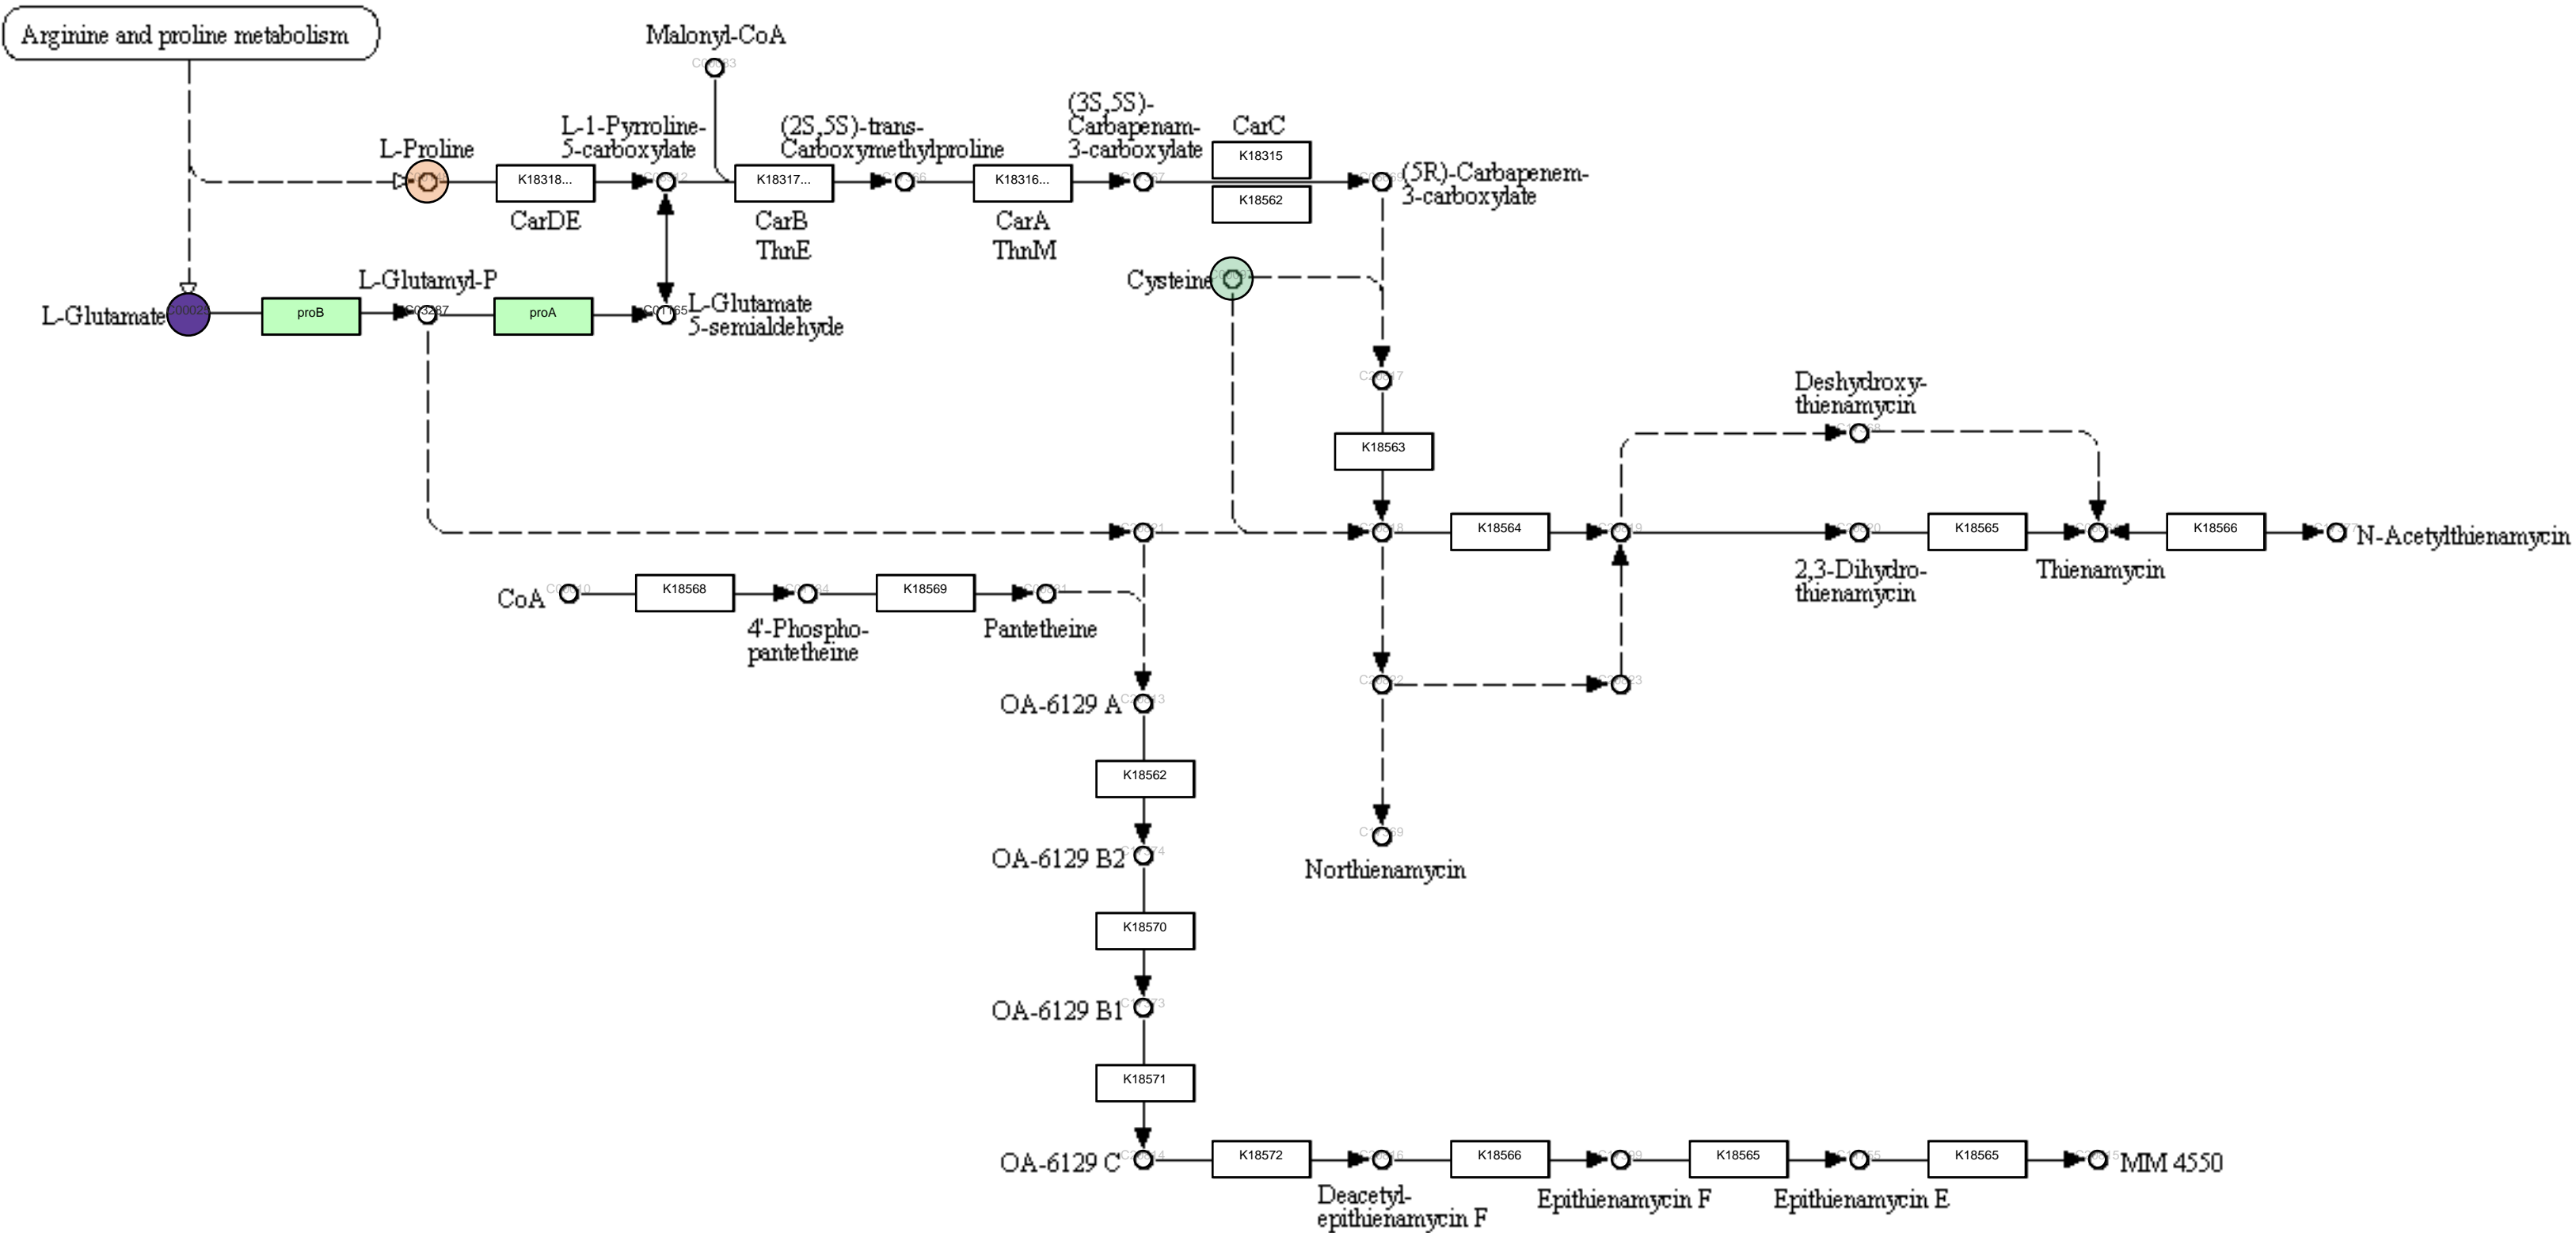 Arginine and proline metabolism
Malonyl-CoA
L-Proline
K18318...
CarDE
L-1-Pyrroline-
5-carboxylate
K18317...
CarB
ThnE
(2S,5S)-trans-
Carboxymethylproline
K18316...
CarA
ThnM
(3S,5S)-
Carbapenam-
3-carboxylate
CarC
K18315
K18562
(5R)-Carbapenem-
3-carboxylate
L-Glutamate
C00025
proB
L-Glutamyl-P
proA
L-Glutamate
5-semialdehyde
Cysteine
K18563
Deshydroxy-
thienamycin
K18564
2,3-Dihydro-
thienamycin
K18565
Thienamycin
K18566
N-Acetylthienamycin
CoA
K18568
4'-Phospho-
pantetheine
K18569
Pantetheine
OA-6129 A
K18562
OA-6129 B2
Northienamycin
K18570
OA-6129 B1
K18571
OA-6129 C
K18572
Deacetyl-
epithienamycin F
K18566
Epithienamycin F
K18565
Epithienamycin E
K18565
MM 4550